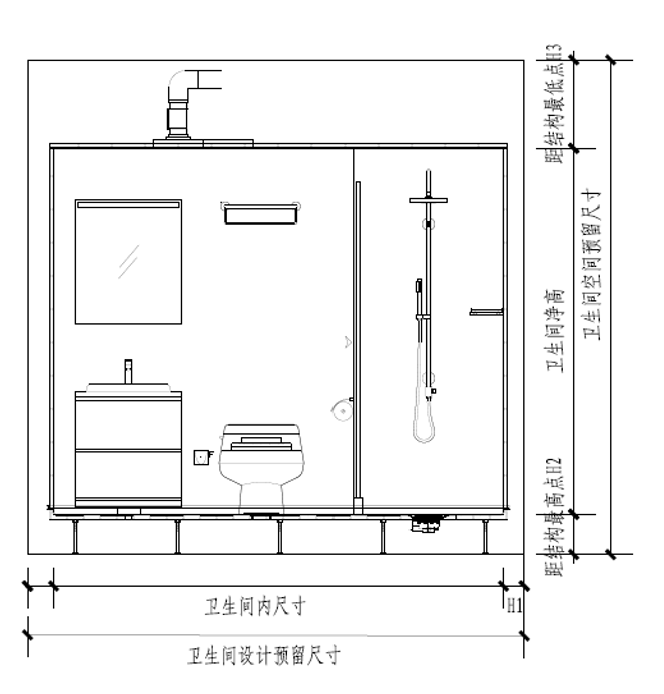 距结构最低点H3
卫生间空间预留尺寸
卫生间净高
距结构最高点H2
卫生间内尺寸
H1
卫生间设计预留尺寸